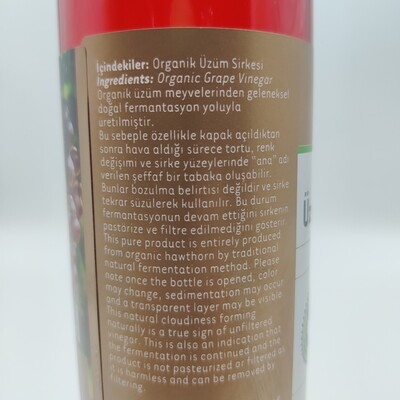 İçindekiler: Organik Üzüm Sirkesi
Ingredients: Organic Grape Vinegar
Organik üzüm meyvelerinden geleneksel
doğal fermantasyon yoluyla
üretilmiştir.
Bu sebeple özellikle kapak açıldıktan
sonra hava aldığı sürece tortu, renk
değişimi ve sirke yüzeylerinde "ana" adı
verilen şeffaf bir tabaka oluşabilir.
Bunlar bozulma belirtisi değildir ve sirke
tekrar süzülerek kullanılır. Bu durum
fermantasyonun devam ettiğini sirkenin
pastörize ve filtre edilmediğini gösterir.
This pure product is entirely produced
from organic hawthorn by traditional
natural fermentation method. Please
note once the bottle is opened, color
may change, sedimentation may occur
and a transparent layer may be visible
This natural cloudiness forming
naturally is a true sign of unfiltered
vinegar. This is also an indication that
the fermentation is continued and the
product is not pasteurized or filtered as
it is harmless and can be removed by
filtering.